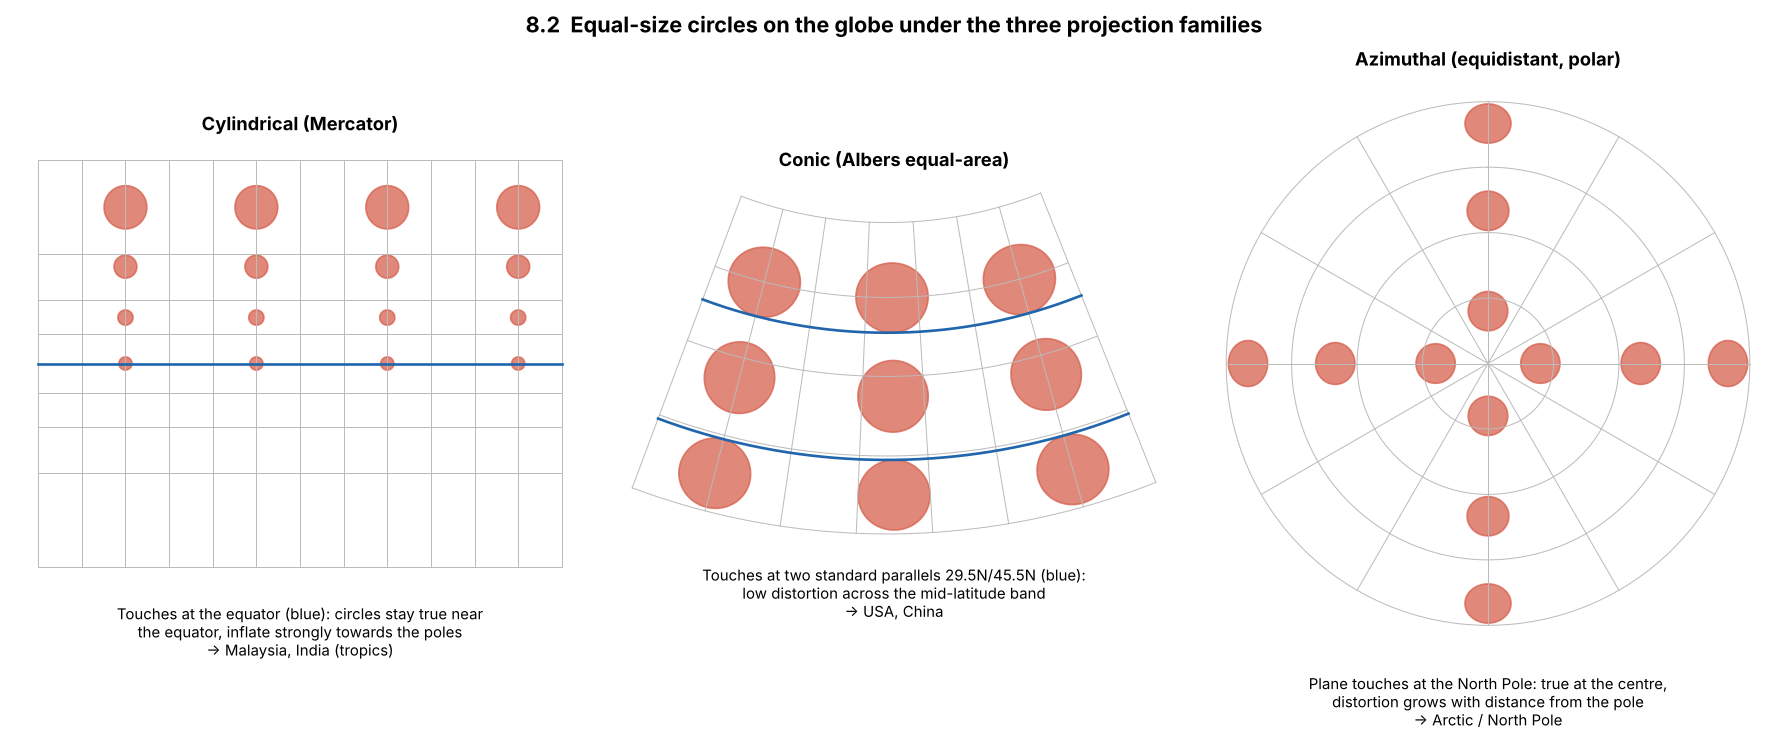 8.2 Equal-size circles on the globe under the three projection families
Cylindrical (Mercator)
Touches at the equator (blue): circles stay true near
the equator, inflate strongly towards the poles
→ Malaysia, India (tropics)
Conic (Albers equal-area)
Touches at two standard parallels 29.5N/45.5N (blue):
low distortion across the mid-latitude band
→ USA, China
Azimuthal (equidistant, polar)
Plane touches at the North Pole: true at the centre,
distortion grows with distance from the pole
→ Arctic / North Pole